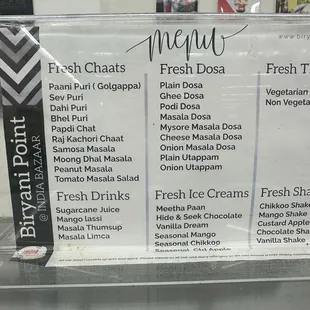 menu
www.biry
Biryani Point
@INDIA BAZAAR
Fresh Chaats
Paani Puri ( Golgappa)
Sev Puri
Dahi Puri
Bhel Puri
Papdi Chat
Raj Kachori Chaat
Samosa Masala
Moong Dhal Masala
Peanut Masala
Tomato Masala Salad
Fresh Dosa
Plain Dosa
Ghee Dosa
Podi Dosa
Masala Dosa
Mysore Masala Dosa
Cheese Masala Dosa
Onion Masala Dosa
Plain Utappam
Onion Utappam
Fresh T
Vegetarian
Non Vegeta
Fresh Drinks
Sugarcane Juice
Mango lassi
Masala Thumsup
Masala Limca
Fresh Ice Creams
Meetha Paan
Hide & Seek Chocolate
Vanilla Dream
Seasonal Mango
Seasonal Chikkoo
Seasonal
Fresh Sha
Chikkoo Shake
Mango Shake
Custard Apple
Chocolate Sha
Vanilla Shake